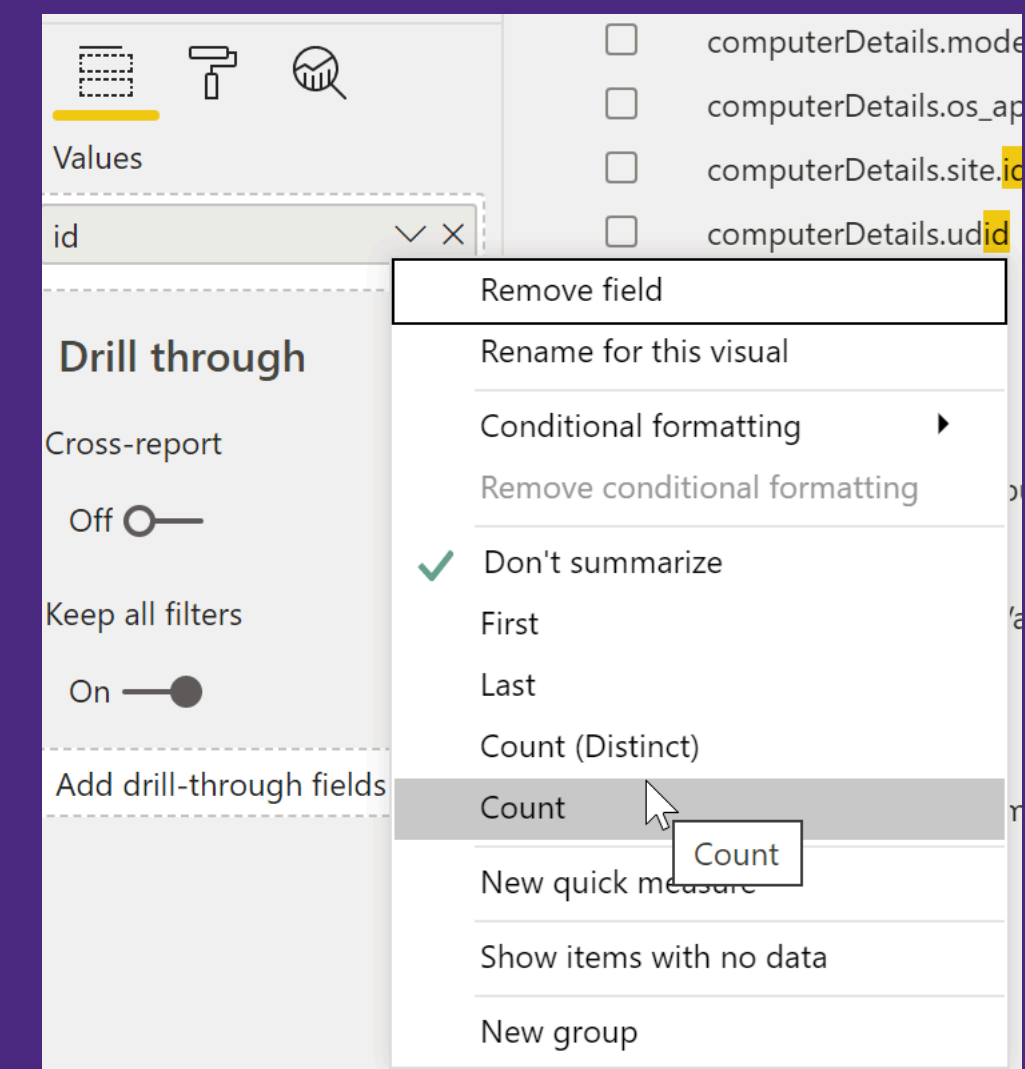 computerDetails.mode
computerDetails.os_ap
Values
computerDetails.site.id
id
computerDetails.udid
Remove field
Rename for this visual
Drill through
Conditional formatting
Cross-report
Remove conditional formatting
Off
Don't summarize
Keep all filters
First
Last
On
Count (Distinct)
Add drill-through fields
Count
Count
New quick measure
Show items with no data
New group